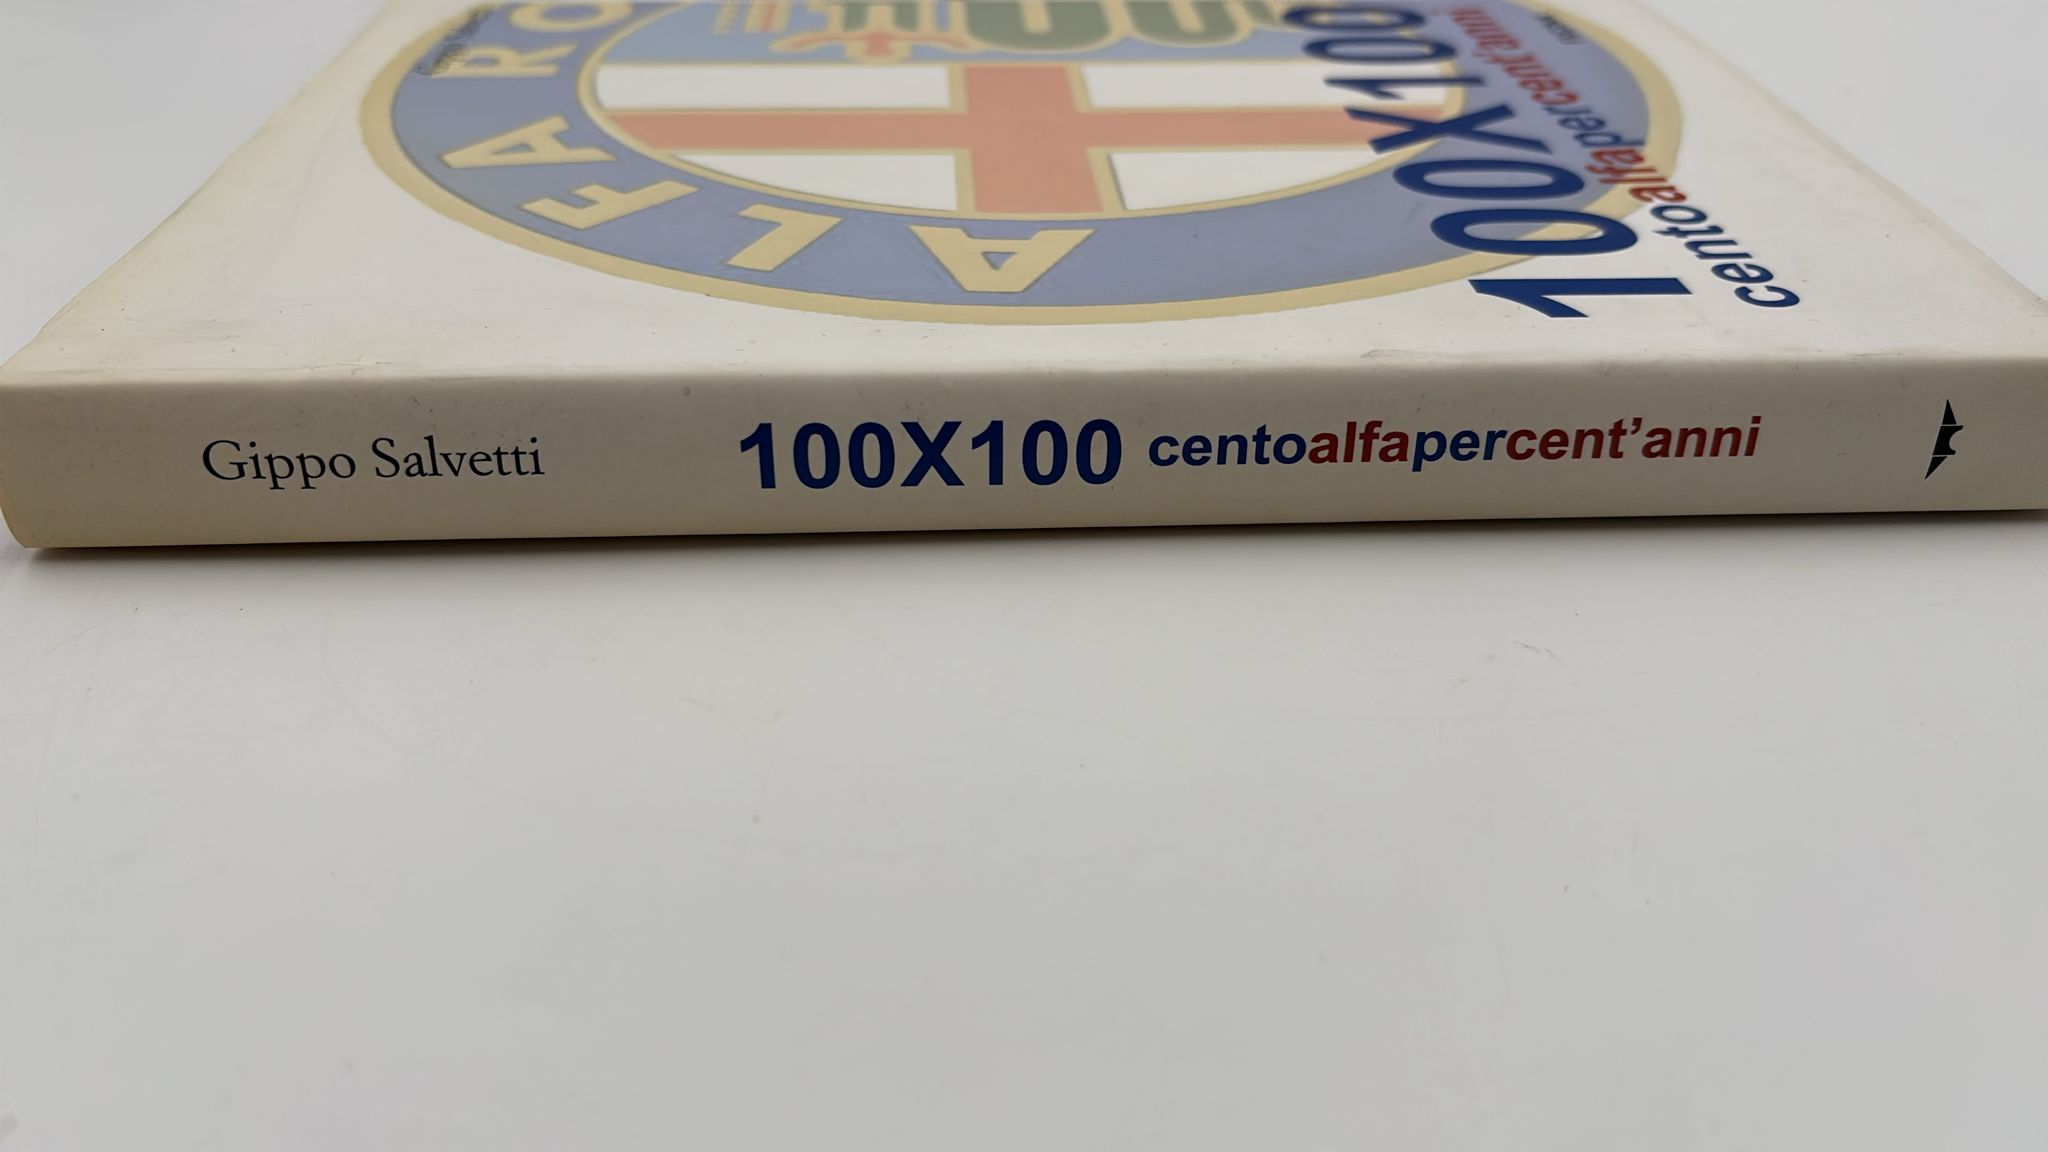 ALFA RO
100X100
centoalfapercent'anni
Gippo Salvetti 100X100 centoalfapercent'anni